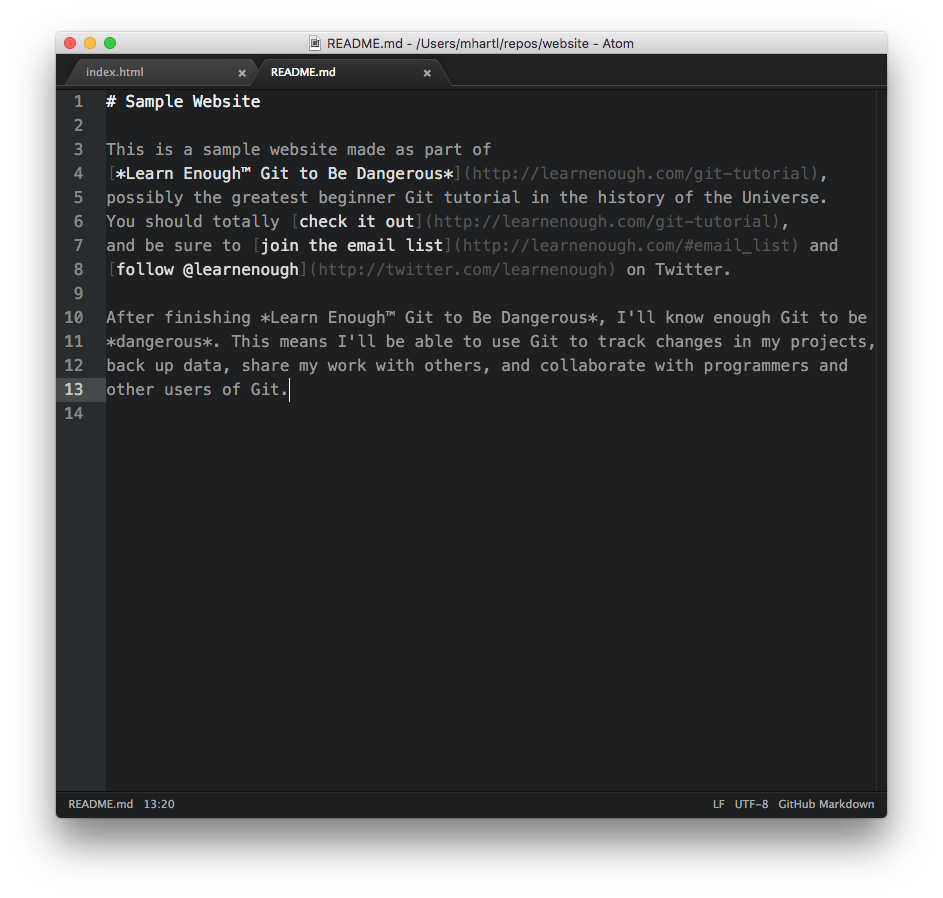 README.md - /Users/mhartl/repos/website - Atom
index.html × README.md ×
1 # Sample Website
2
3 This is a sample website made as part of
4 [*Learn Enough™ Git to Be Dangerous*](http://learnenough.com/git-tutorial),
5 possibly the greatest beginner Git tutorial in the history of the Universe.
6 You should totally [check it out](http://learnenough.com/git-tutorial),
7 and be sure to [join the email list](http://learnenough.com/#email_list) and
8 [follow @learnenough](http://twitter.com/learnenough) on Twitter.
9
10 After finishing *Learn Enough™ Git to Be Dangerous*, I'll know enough Git to be
11 *dangerous*. This means I'll be able to use Git to track changes in my projects,
12 back up data, share my work with others, and collaborate with programmers and
13 other users of Git.
14
README.md 13:20 LF UTF-8 GitHub Markdown